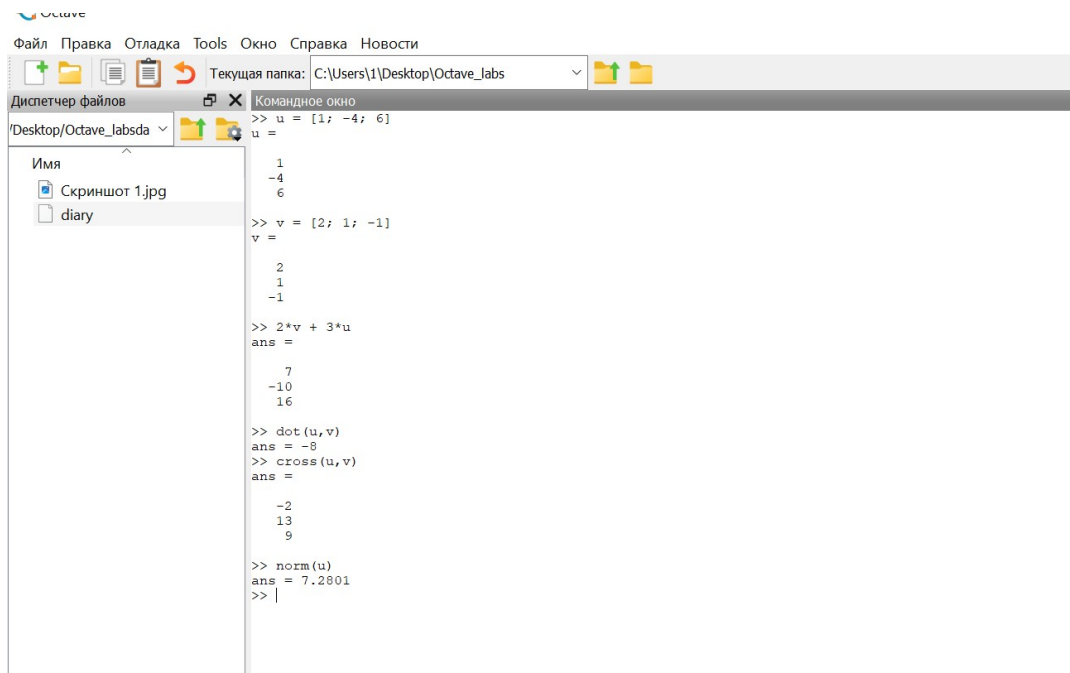 Octave
Файл Правка Отладка Tools Окно Справка Новости
Текущая папка: C:\Users\1\Desktop\Octave_labs
Диспетчер файлов
/Desktop/Octave_labsda
Имя
Скриншот 1.jpg
diary
Командное окно
>> u = [1; -4; 6]
u =
1
-4
6
>> v = [2; 1; -1]
v =
2
1
-1
>> 2*v + 3*u
ans =
7
-10
16
>> dot(u,v)
ans = -8
>> cross(u,v)
ans =
-2
13
9
>> norm(u)
ans = 7.2801
>>